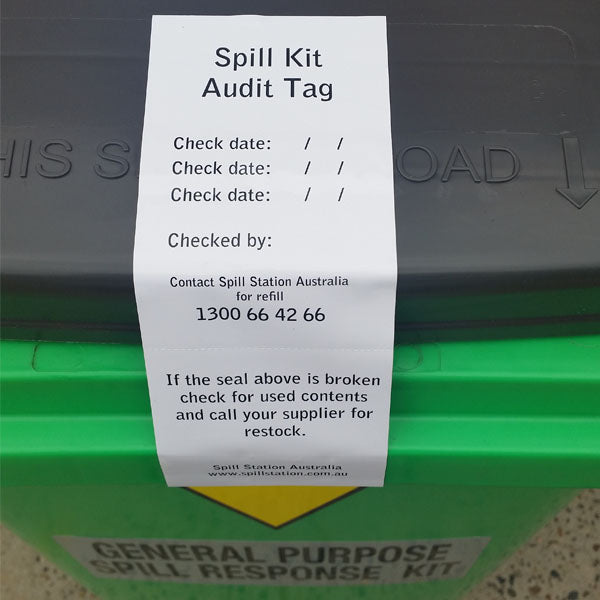 Spill Kit
Audit Tag
Check date: / /
Check date: / /
Check date: / /
Checked by:
Contact Spill Station Australia
for refill
1300 66 42 66
If the seal above is broken
check for used contents
and call your supplier for
restock.
Spill Station Australia
www.spillstation.com.au
GENERAL PURPOSE
SPILL RESPONSE KIT